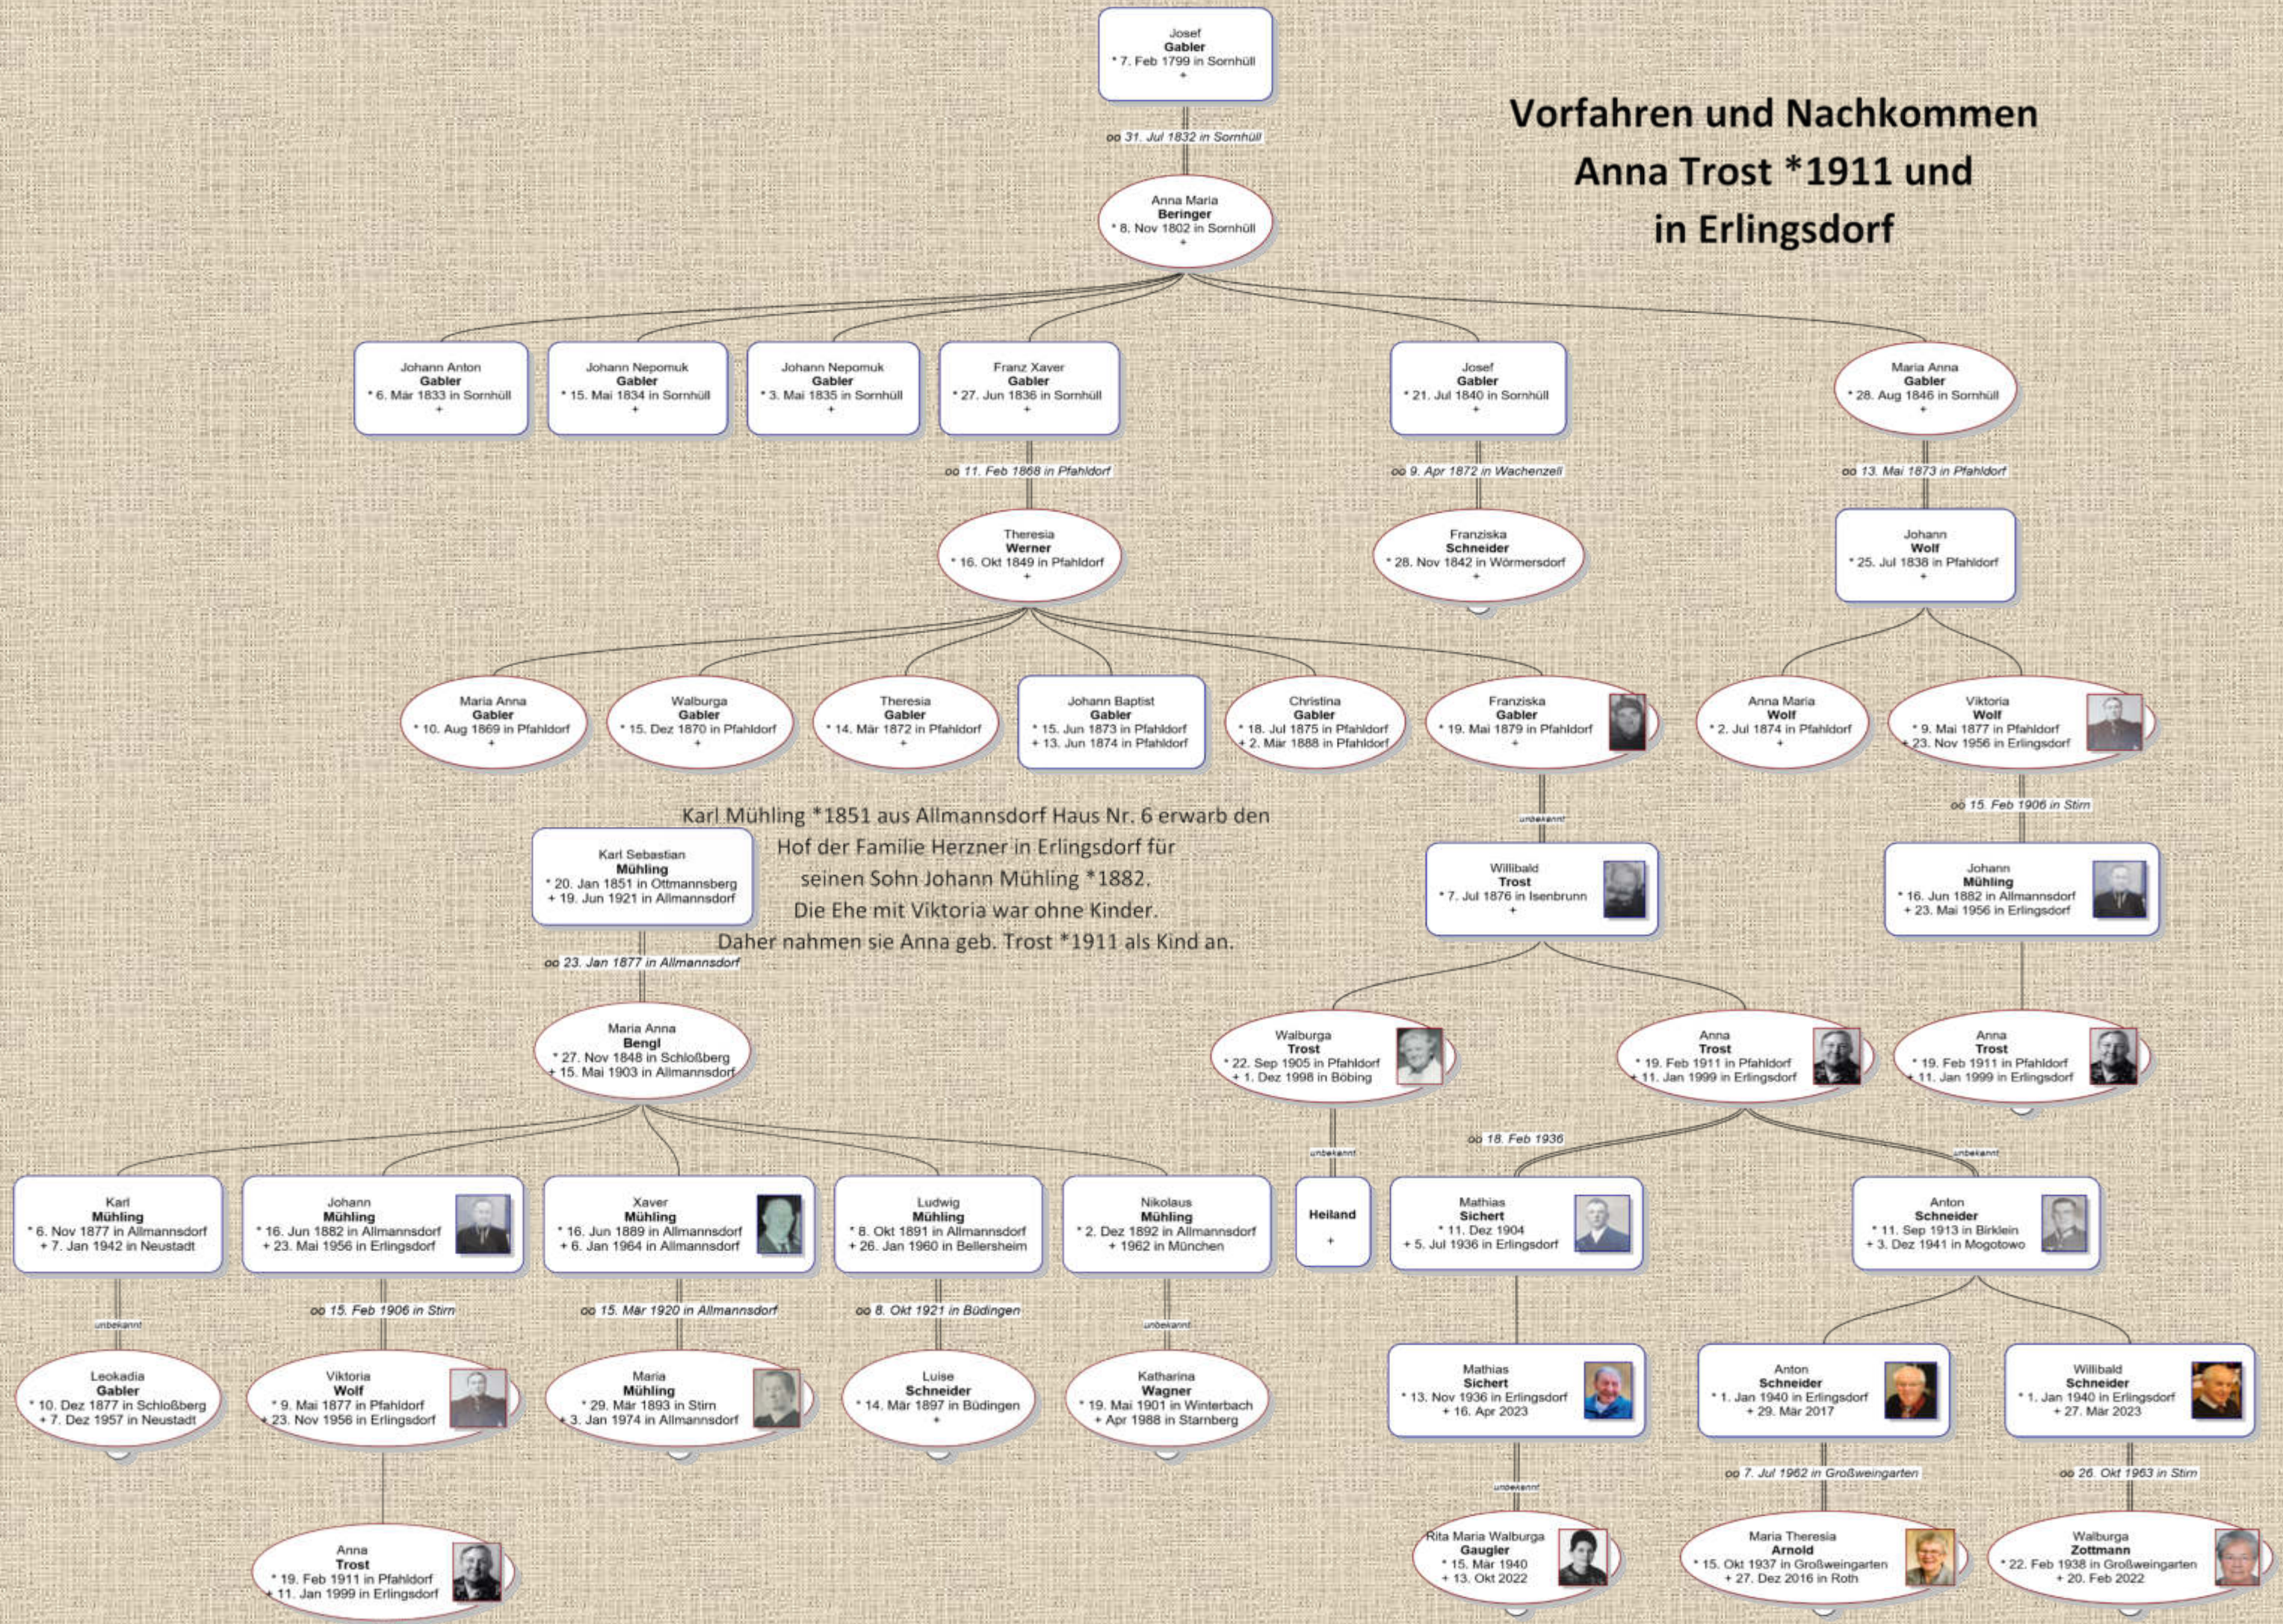 Josef
Gabler
* 7. Feb 1799 in Sornhüll
+
oo 31. Jul 1832 in Sornhüll
Anna Maria
Beringer
* 8. Nov 1802 in Sornhüll
+
Vorfahren und Nachkommen
Anna Trost *1911 und
in Erlingsdorf
Johann Anton
Gabler
* 6. Mär 1833 in Sornhüll
+
Johann Nepomuk
Gabler
* 15. Mai 1834 in Sornhüll
+
Johann Nepomuk
Gabler
* 3. Mai 1835 in Sornhüll
+
Franz Xaver
Gabler
* 27. Jun 1836 in Sornhüll
+
Josef
Gabler
* 21. Jul 1840 in Sornhüll
+
Maria Anna
Gabler
* 28. Aug 1846 in Sornhüll
+
oo 11. Feb 1868 in Pfahldorf
oo 9. Apr 1872 in Wachenzell
oo 13. Mai 1873 in Pfahldorf
Theresia
Werner
* 16. Okt 1849 in Pfahldorf
+
Franziska
Schneider
* 28. Nov 1842 in Wörmersdorf
+
Johann
Wolf
* 25. Jul 1838 in Pfahldorf
+
Maria Anna
Gabler
* 10. Aug 1869 in Pfahldorf
+
Walburga
Gabler
* 15. Dez 1870 in Pfahldorf
+
Theresia
Gabler
* 14. Mär 1872 in Pfahldorf
+
Johann Baptist
Gabler
* 15. Jun 1873 in Pfahldorf
+ 13. Jun 1874 in Pfahldorf
Christina
Gabler
* 18. Jul 1875 in Pfahldorf
+ 2. Mär 1888 in Pfahldorf
Franziska
Gabler
* 19. Mai 1879 in Pfahldorf
+
Anna Maria
Wolf
* 2. Jul 1874 in Pfahldorf
+
Viktoria
Wolf
* 9. Mai 1877 in Pfahldorf
+ 23. Nov 1956 in Erlingsdorf
unbekannt
oo 15. Feb 1906 in Stirn
Karl Mühling *1851 aus Allmannsdorf Haus Nr. 6 erwarb den
Hof der Familie Herzner in Erlingsdorf für
seinen Sohn Johann Mühling *1882.
Die Ehe mit Viktoria war ohne Kinder.
Daher nahmen sie Anna geb. Trost *1911 als Kind an.
Karl Sebastian
Mühling
* 20. Jan 1851 in Ottmannsberg
+ 19. Jun 1921 in Allmannsdorf
Willibald
Trost
* 7. Jul 1876 in Isenbrunn
+
Johann
Mühling
* 16. Jun 1882 in Allmannsdorf
+ 23. Mai 1956 in Erlingsdorf
oo 23. Jan 1877 in Allmannsdorf
Maria Anna
Bengl
* 27. Nov 1848 in Schloßberg
+ 15. Mai 1903 in Allmannsdorf
Walburga
Trost
* 22. Sep 1905 in Pfahldorf
+ 1. Dez 1998 in Böbing
Anna
Trost
* 19. Feb 1911 in Pfahldorf
+ 11. Jan 1999 in Erlingsdorf
Anna
Trost
* 19. Feb 1911 in Pfahldorf
+ 11. Jan 1999 in Erlingsdorf
unbekannt
oo 18. Feb 1936
unbekannt
Karl
Mühling
* 6. Nov 1877 in Allmannsdorf
+ 7. Jan 1942 in Neustadt
Johann
Mühling
* 16. Jun 1882 in Allmannsdorf
+ 23. Mai 1956 in Erlingsdorf
Xaver
Mühling
* 16. Jun 1889 in Allmannsdorf
+ 6. Jan 1964 in Allmannsdorf
Ludwig
Mühling
* 8. Okt 1891 in Allmannsdorf
+ 26. Jan 1960 in Bellersheim
Nikolaus
Mühling
* 2. Dez 1892 in Allmannsdorf
+ 1962 in München
Heiland
+
Mathias
Sichert
* 11. Dez 1904
+ 5. Jul 1936 in Erlingsdorf
Anton
Schneider
* 11. Sep 1913 in Birklein
+ 3. Dez 1941 in Mogotowo
unbekannt
oo 15. Feb 1906 in Stirn
oo 15. Mär 1920 in Allmannsdorf
oo 8. Okt 1921 in Büdingen
unbekannt
Leokadia
Gabler
* 10. Dez 1877 in Schloßberg
+ 7. Dez 1957 in Neustadt
Viktoria
Wolf
* 9. Mai 1877 in Pfahldorf
+ 23. Nov 1956 in Erlingsdorf
Maria
Mühling
* 29. Mär 1893 in Stirn
+ 3. Jan 1974 in Allmannsdorf
Luise
Schneider
* 14. Mär 1897 in Büdingen
+
Katharina
Wagner
* 19. Mai 1901 in Winterbach
+ Apr 1988 in Starnberg
Mathias
Sichert
* 13. Nov 1936 in Erlingsdorf
+ 16. Apr 2023
Anton
Schneider
* 1. Jan 1940 in Erlingsdorf
+ 29. Mär 2017
Willibald
Schneider
* 1. Jan 1940 in Erlingsdorf
+ 27. Mär 2023
unbekannt
oo 7. Jul 1962 in Großweingarten
oo 26. Okt 1963 in Stirn
Anna
Trost
* 19. Feb 1911 in Pfahldorf
+ 11. Jan 1999 in Erlingsdorf
Rita Maria Walburga
Gaugler
* 15. Mär 1940
+ 13. Okt 2022
Maria Theresia
Arnold
* 15. Okt 1937 in Großweingarten
+ 27. Dez 2016 in Roth
Walburga
Zottmann
* 22. Feb 1938 in Großweingarten
+ 20. Feb 2022